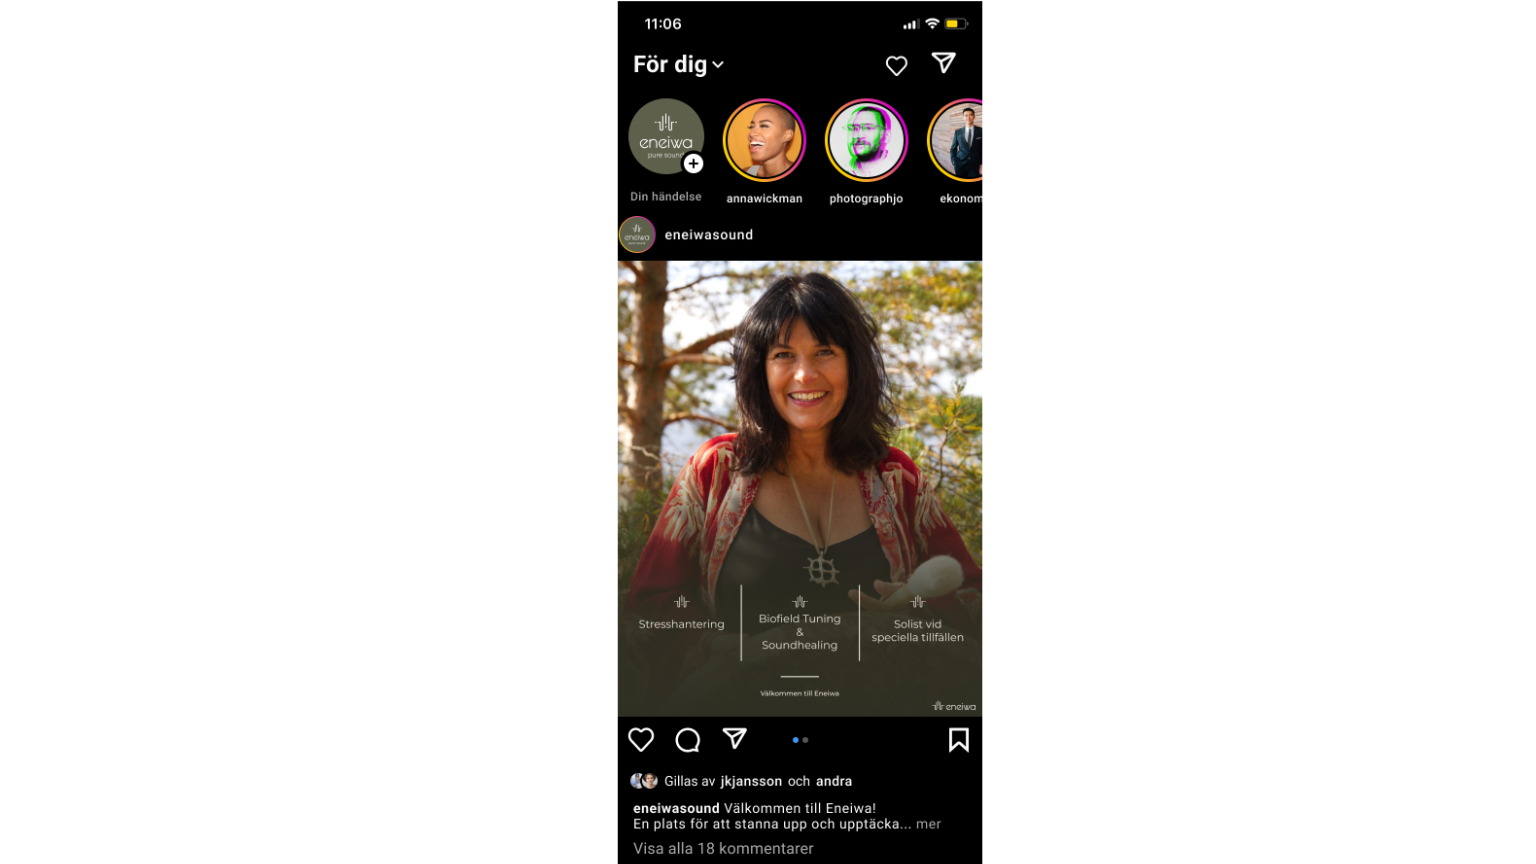 11:06
För dig
eneiwa
pure sound
Din händelse
annawickman
photographjo
ekonom
eneiwa
eneiwasound
Stresshantering
Biofield Tuning
&
Soundhealing
Solist vid
speciella tillfällen
Välkommen till Eneiwa
eneiwa
Gillas av jkjansson och andra
eneiwasound Välkommen till Eneiwa!
En plats för att stanna upp och upptäcka... mer
Visa alla 18 kommentarer